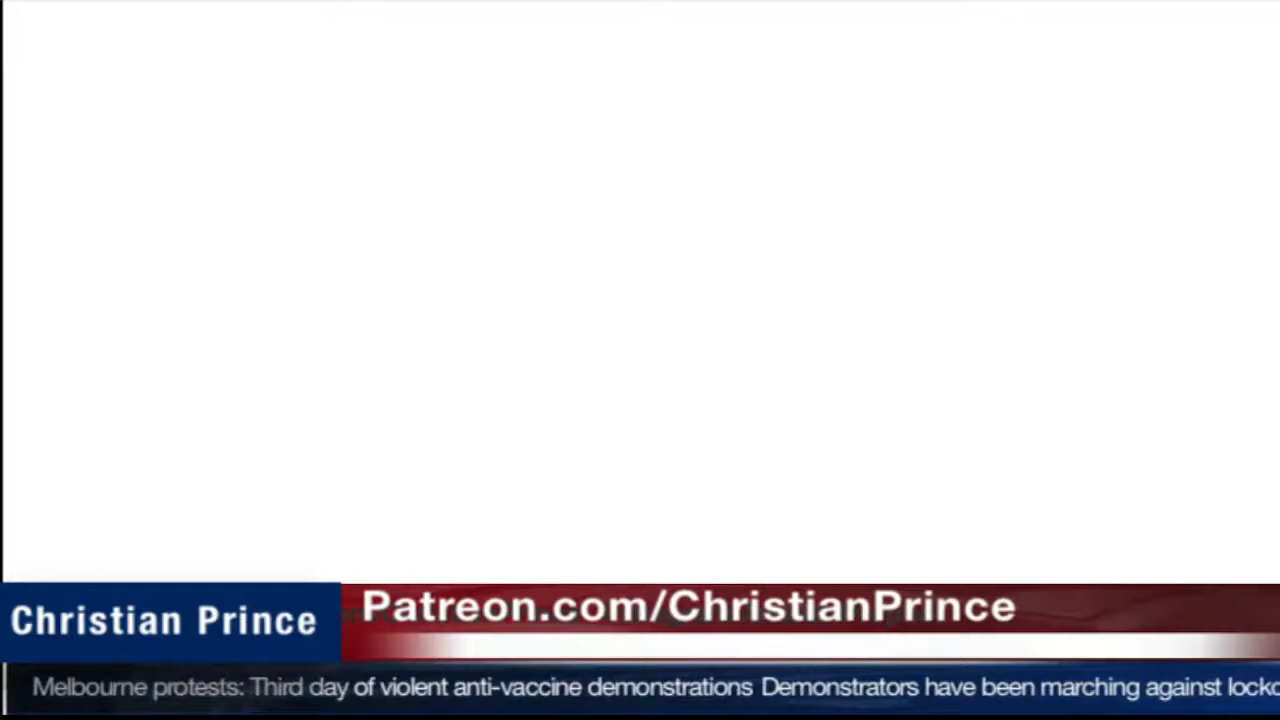 Christian Prince
Patreon.com/ChristianPrince
Melbourne protests: Third day of violent anti-vaccine demonstrations Demonstrators have been marching against